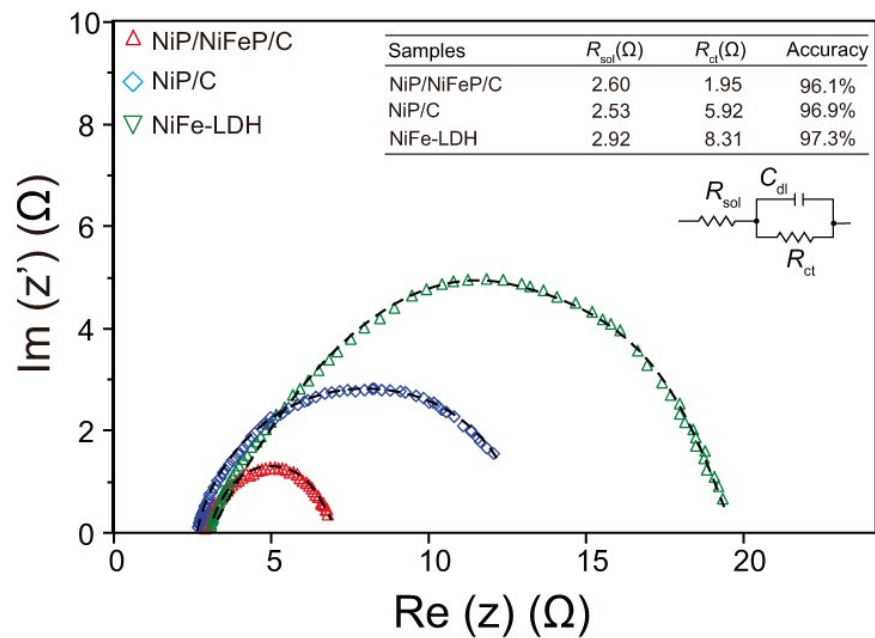 10
8
6
4
2
0
Im (z') (Ω)
NiP/NiFeP/C
NiP/C
NiFe-LDH
Samples Rsol(Ω) Rct(Ω) Accuracy
NiP/NiFeP/C 2.60 1.95 96.1%
NiP/C 2.53 5.92 96.9%
NiFe-LDH 2.92 8.31 97.3%
Cdl
Rsol
Rct
0 5 10 15 20
Re (z) (Ω)